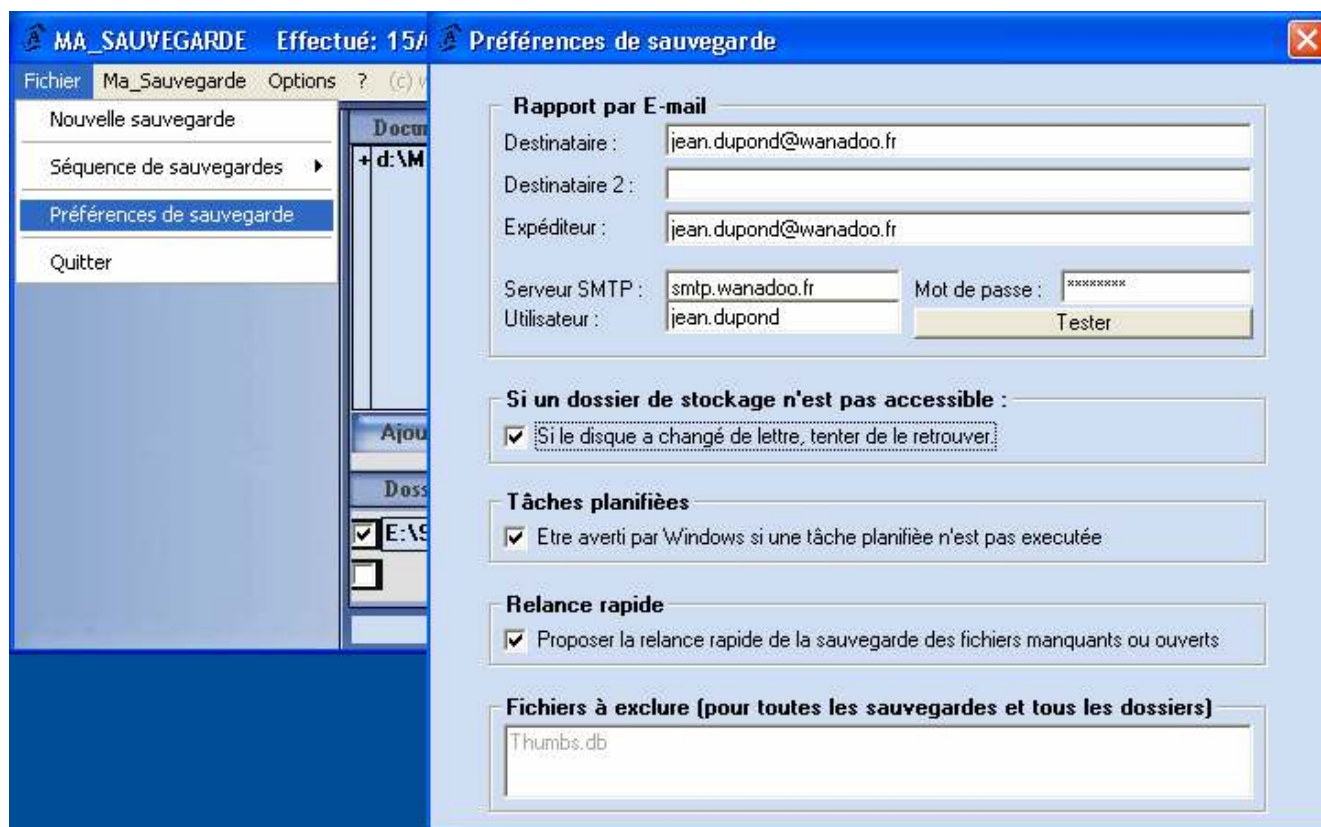 MA_SAUVEGARDE Effectué: 15/
Fichier Ma_Sauvegarde Options ? (c)
Nouvelle sauvegarde
Séquence de sauvegardes
Préférences de sauvegarde
Quitter
+ d:\M
E:\S
Préférences de sauvegarde
Rapport par E-mail
Destinataire : jean.dupond@wanadoo.fr
Destinataire 2 :
Expéditeur : jean.dupond@wanadoo.fr
Serveur SMTP : smtp.wanadoo.fr Mot de passe : ********
Utilisateur : jean.dupond Tester
Si un dossier de stockage n'est pas accessible :
Si le disque a changé de lettre, tenter de le retrouver.
Tâches planifièes
Etre averti par Windows si une tâche planifièe n'est pas executée
Relance rapide
Proposer la relance rapide de la sauvegarde des fichiers manquants ou ouverts
Fichiers à exclure (pour toutes les sauvegardes et tous les dossiers)
Thumbs.db